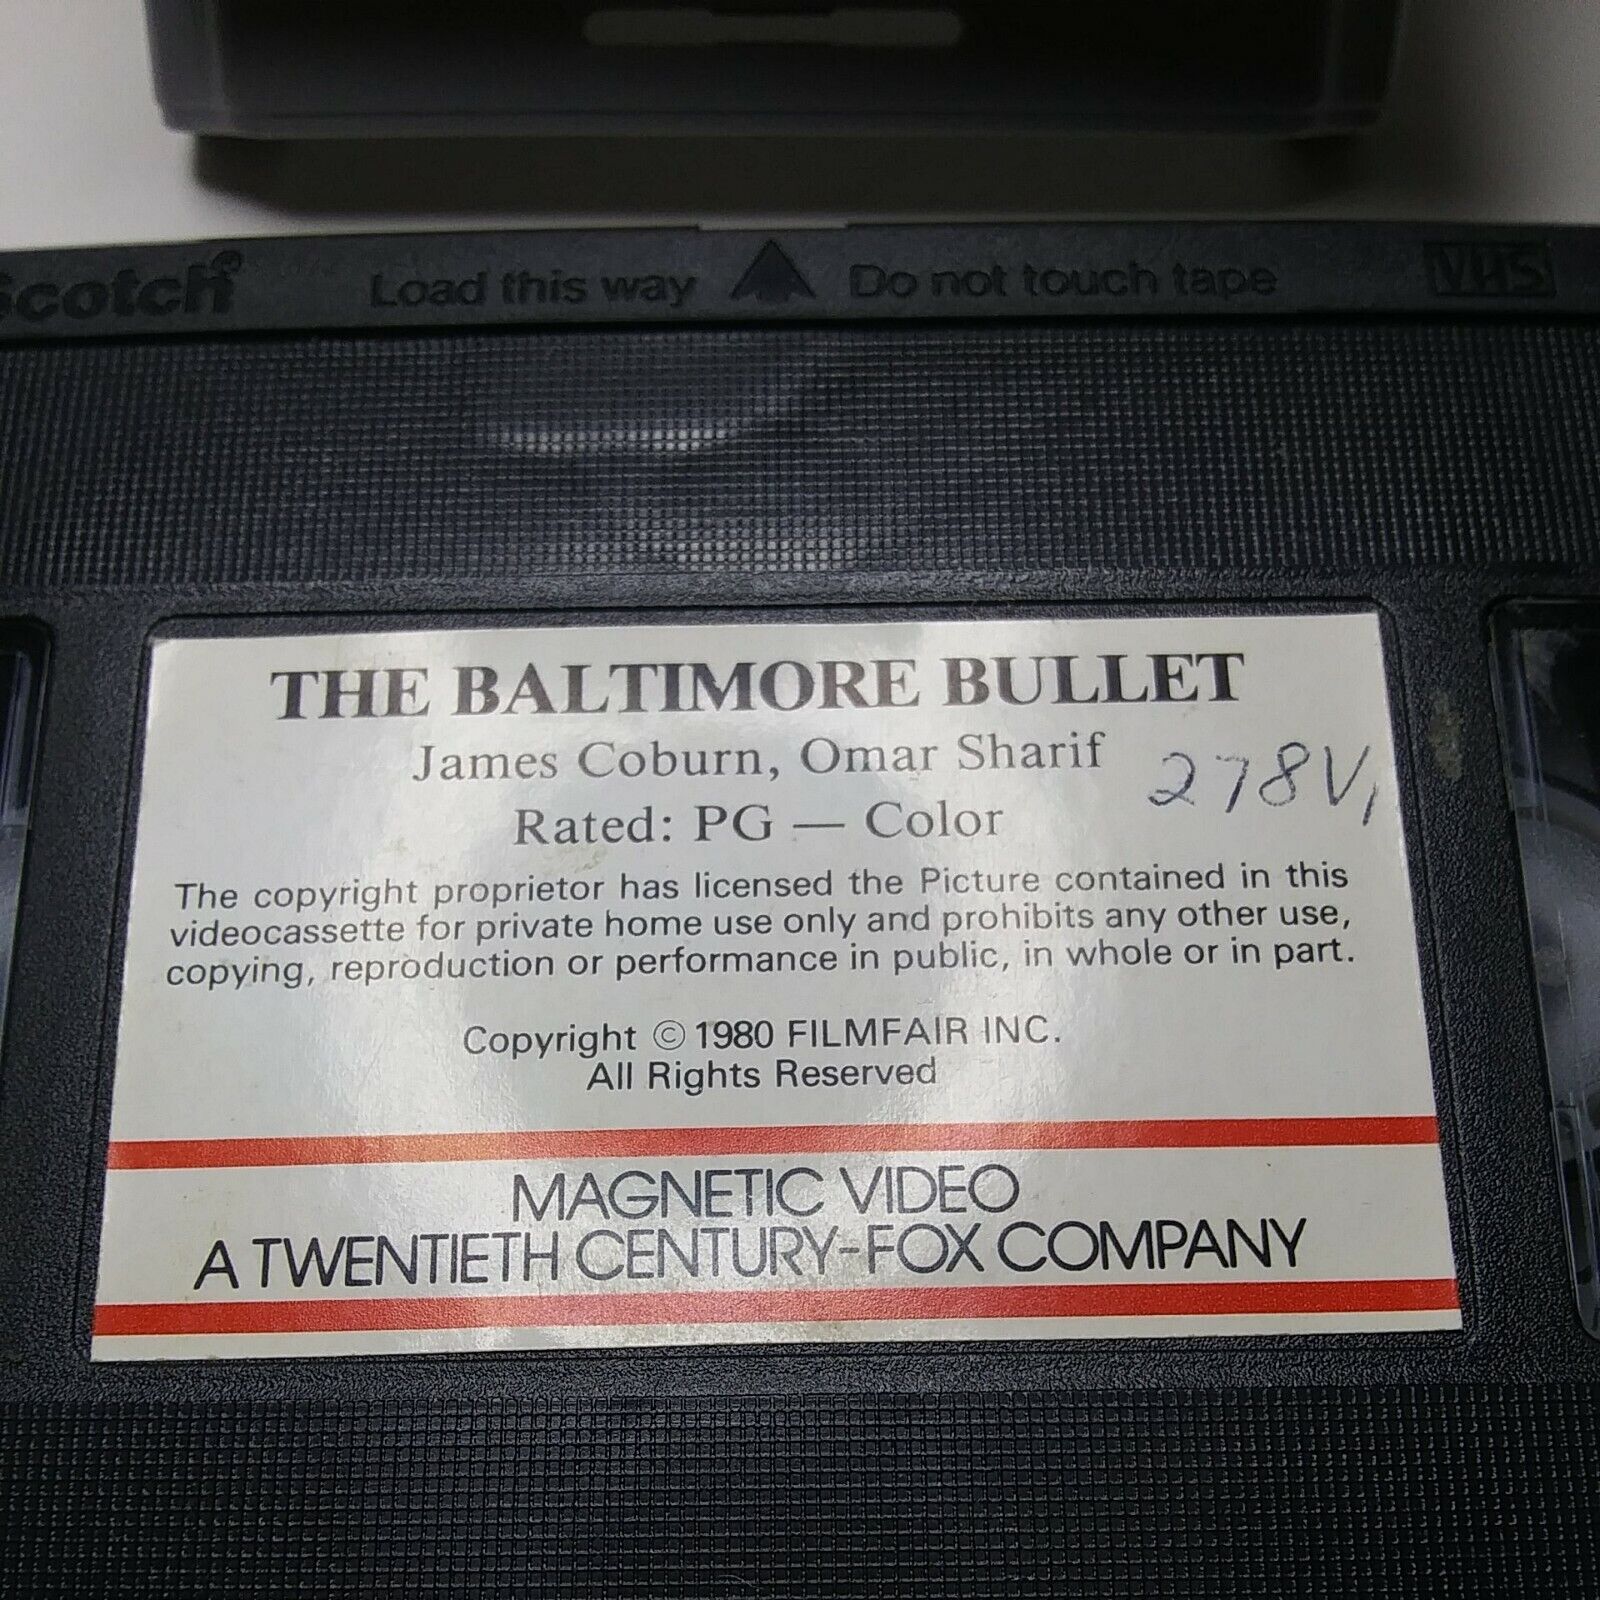 Scotch® Load this way Do not touch tape VHS
THE BALTIMORE BULLET
James Coburn, Omar Sharif
278V,
Rated: PG — Color
The copyright proprietor has licensed the Picture contained in this
videocassette for private home use only and prohibits any other use,
copying, reproduction or performance in public, in whole or in part.
Copyright © 1980 FILMFAIR INC.
All Rights Reserved
MAGNETIC VIDEO
A TWENTIETH CENTURY-FOX COMPANY